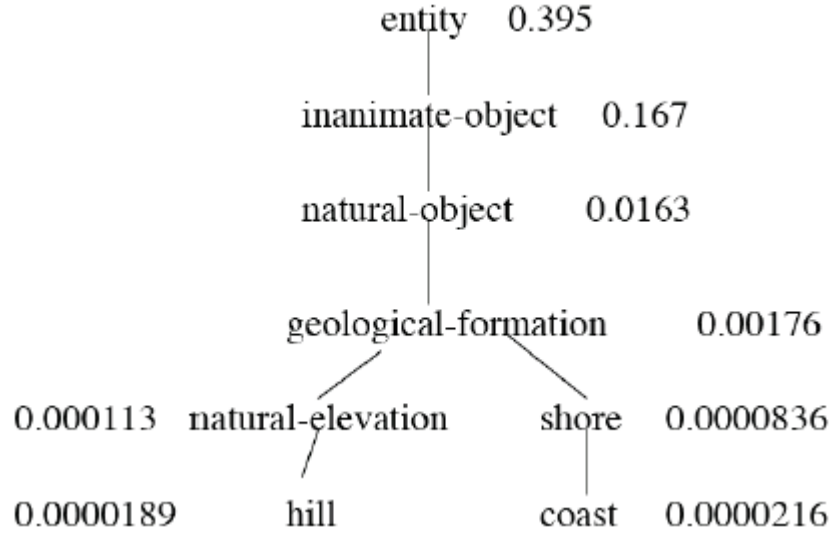 entity 0.395
inanimate-object 0.167
natural-object 0.0163
geological-formation 0.00176
0.000113 natural-elevation shore 0.0000836
0.0000189 hill coast 0.0000216